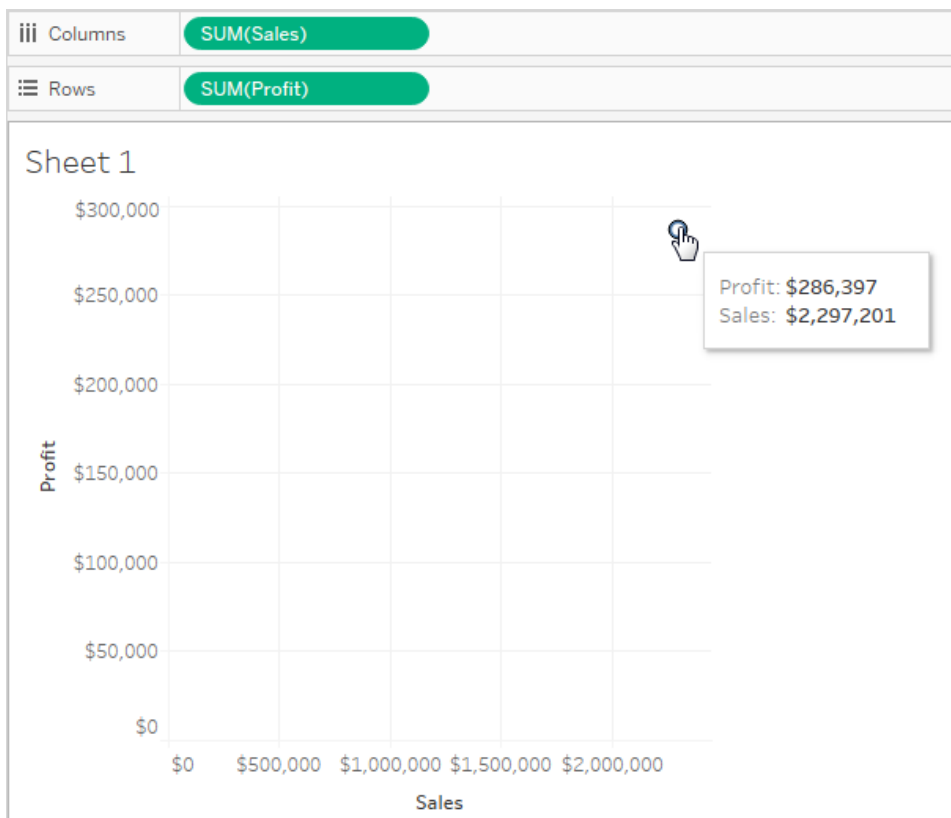 Columns SUM(Sales)
Rows SUM(Profit)
Sheet 1
$300,000
$250,000
$200,000
$150,000
$100,000
$50,000
$0
Profit
Profit: $286,397
Sales: $2,297,201
$0 $500,000 $1,000,000 $1,500,000 $2,000,000
Sales